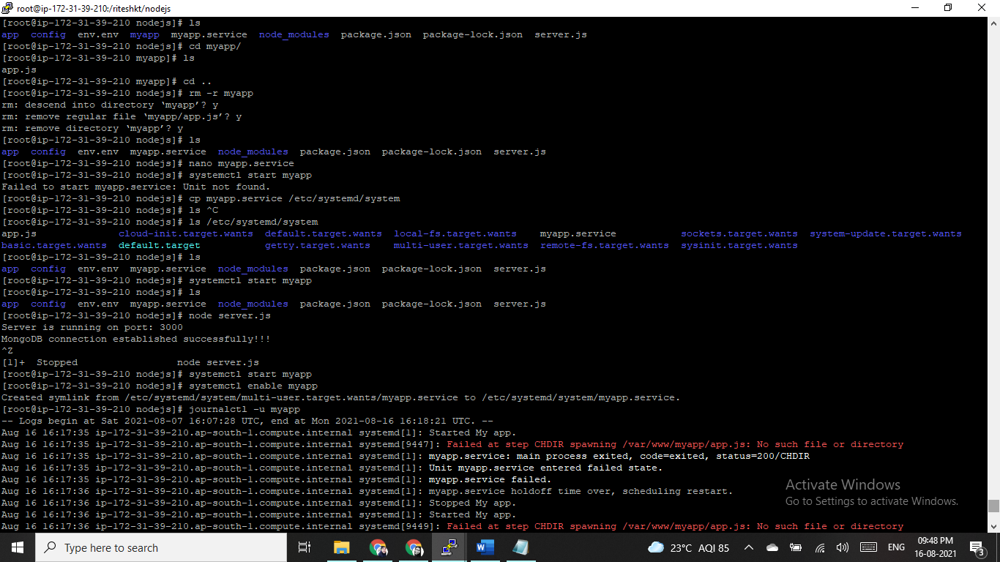 root@ip-172-31-39-210:/riteshkt/nodejs
[root@ip-172-31-39-210 nodejs]# ls
app config env.env myapp myapp.service node_modules package.json package-lock.json server.js
[root@ip-172-31-39-210 nodejs]# cd myapp/
[root@ip-172-31-39-210 myapp]# ls
app.js
[root@ip-172-31-39-210 myapp]# cd ..
[root@ip-172-31-39-210 nodejs]# rm -r myapp
rm: descend into directory ‘myapp’? y
rm: remove regular file ‘myapp/app.js’? y
rm: remove directory ‘myapp’? y
[root@ip-172-31-39-210 nodejs]# ls
app config env.env myapp.service node_modules package.json package-lock.json server.js
[root@ip-172-31-39-210 nodejs]# nano myapp.service
[root@ip-172-31-39-210 nodejs]# systemctl start myapp
Failed to start myapp.service: Unit not found.
[root@ip-172-31-39-210 nodejs]# cp myapp.service /etc/systemd/system
[root@ip-172-31-39-210 nodejs]# ls ^C
[root@ip-172-31-39-210 nodejs]# ls /etc/systemd/system
app.js cloud-init.target.wants default.target.wants local-fs.target.wants myapp.service sockets.target.wants system-update.target.wants
basic.target.wants default.target getty.target.wants multi-user.target.wants remote-fs.target.wants sysinit.target.wants
[root@ip-172-31-39-210 nodejs]# ls
app config env.env myapp.service node_modules package.json package-lock.json server.js
[root@ip-172-31-39-210 nodejs]# systemctl start myapp
[root@ip-172-31-39-210 nodejs]# ls
app config env.env myapp.service node_modules package.json package-lock.json server.js
[root@ip-172-31-39-210 nodejs]# node server.js
Server is running on port: 3000
MongoDB connection established successfully!!!
^Z
[1]+ Stopped node server.js
[root@ip-172-31-39-210 nodejs]# systemctl start myapp
[root@ip-172-31-39-210 nodejs]# systemctl enable myapp
Created symlink from /etc/systemd/system/multi-user.target.wants/myapp.service to /etc/systemd/system/myapp.service.
[root@ip-172-31-39-210 nodejs]# journalctl -u myapp
-- Logs begin at Sat 2021-08-07 16:07:28 UTC, end at Mon 2021-08-16 16:18:21 UTC. --
Aug 16 16:17:35 ip-172-31-39-210.ap-south-1.compute.internal systemd[1]: Started My app.
Aug 16 16:17:35 ip-172-31-39-210.ap-south-1.compute.internal systemd[9447]: Failed at step CHDIR spawning /var/www/myapp/app.js: No such file or directory
Aug 16 16:17:35 ip-172-31-39-210.ap-south-1.compute.internal systemd[1]: myapp.service: main process exited, code=exited, status=200/CHDIR
Aug 16 16:17:35 ip-172-31-39-210.ap-south-1.compute.internal systemd[1]: Unit myapp.service entered failed state.
Aug 16 16:17:35 ip-172-31-39-210.ap-south-1.compute.internal systemd[1]: myapp.service failed.
Aug 16 16:17:36 ip-172-31-39-210.ap-south-1.compute.internal systemd[1]: myapp.service holdoff time over, scheduling restart.
Aug 16 16:17:36 ip-172-31-39-210.ap-south-1.compute.internal systemd[1]: Stopped My app.
Aug 16 16:17:36 ip-172-31-39-210.ap-south-1.compute.internal systemd[1]: Started My app.
Aug 16 16:17:36 ip-172-31-39-210.ap-south-1.compute.internal systemd[9449]: Failed at step CHDIR spawning /var/www/myapp/app.js: No such file or directory
Activate Windows
Go to Settings to activate Windows.
Type here to search
23°C AQI 85
ENG
09:48 PM
16-08-2021
3